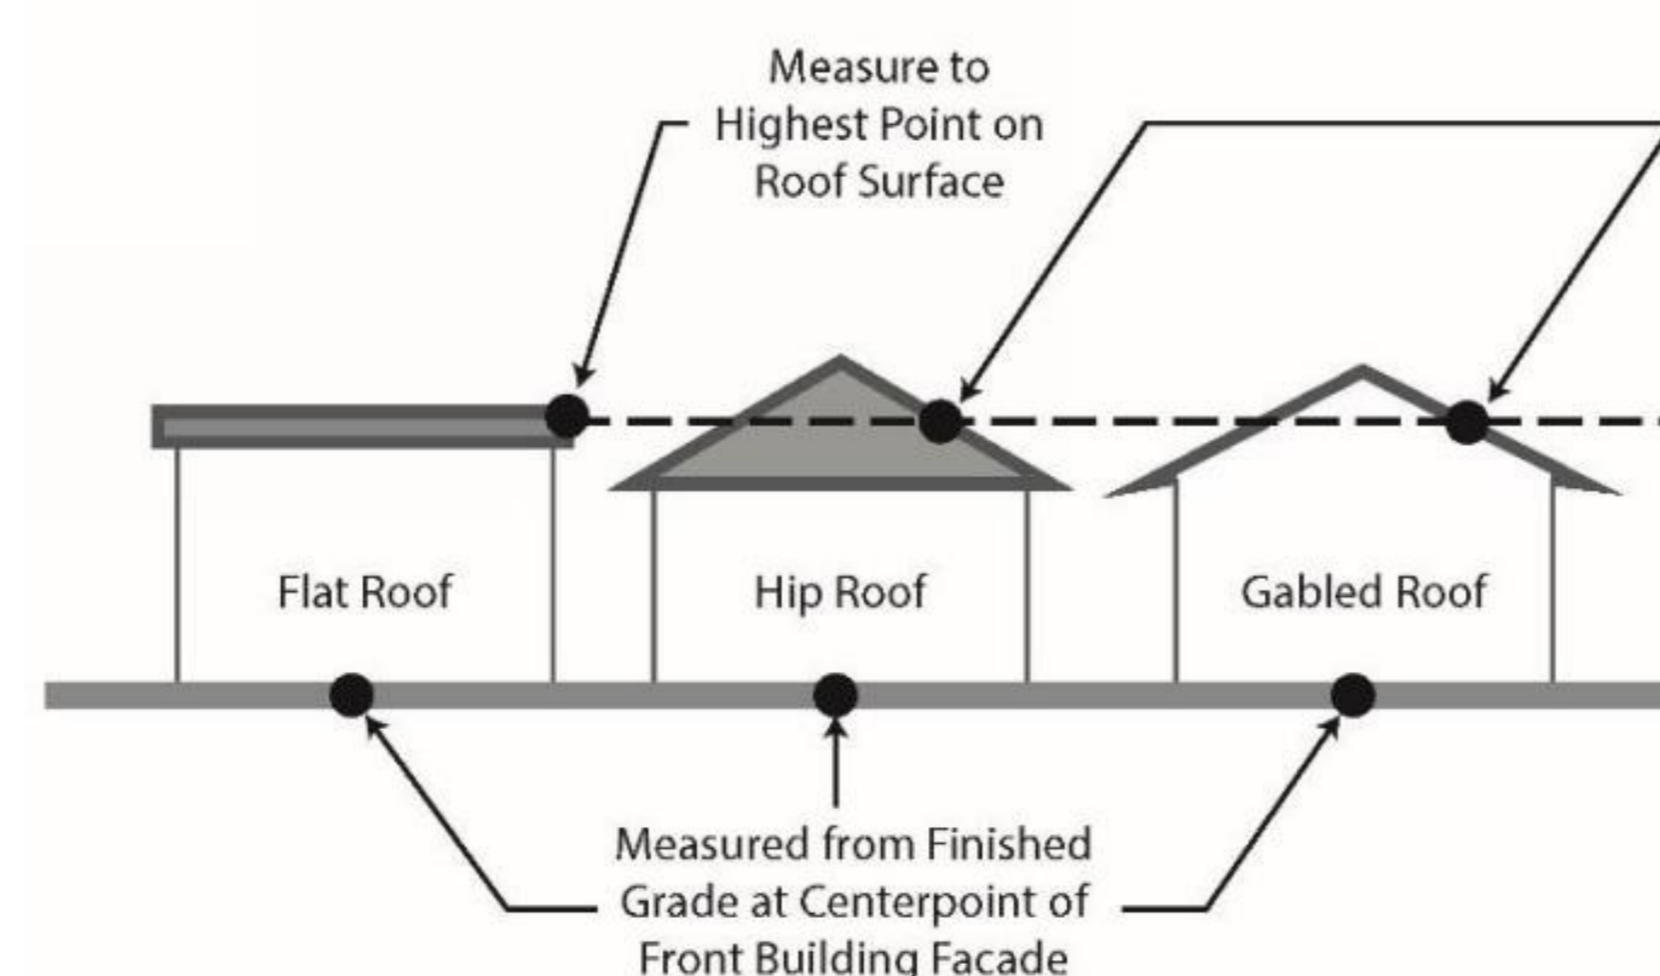 Measure to
Highest Point on
Roof Surface
Flat Roof
Hip Roof
Gabled Roof
Measured from Finished
Grade at Centerpoint of
Front Building Facade